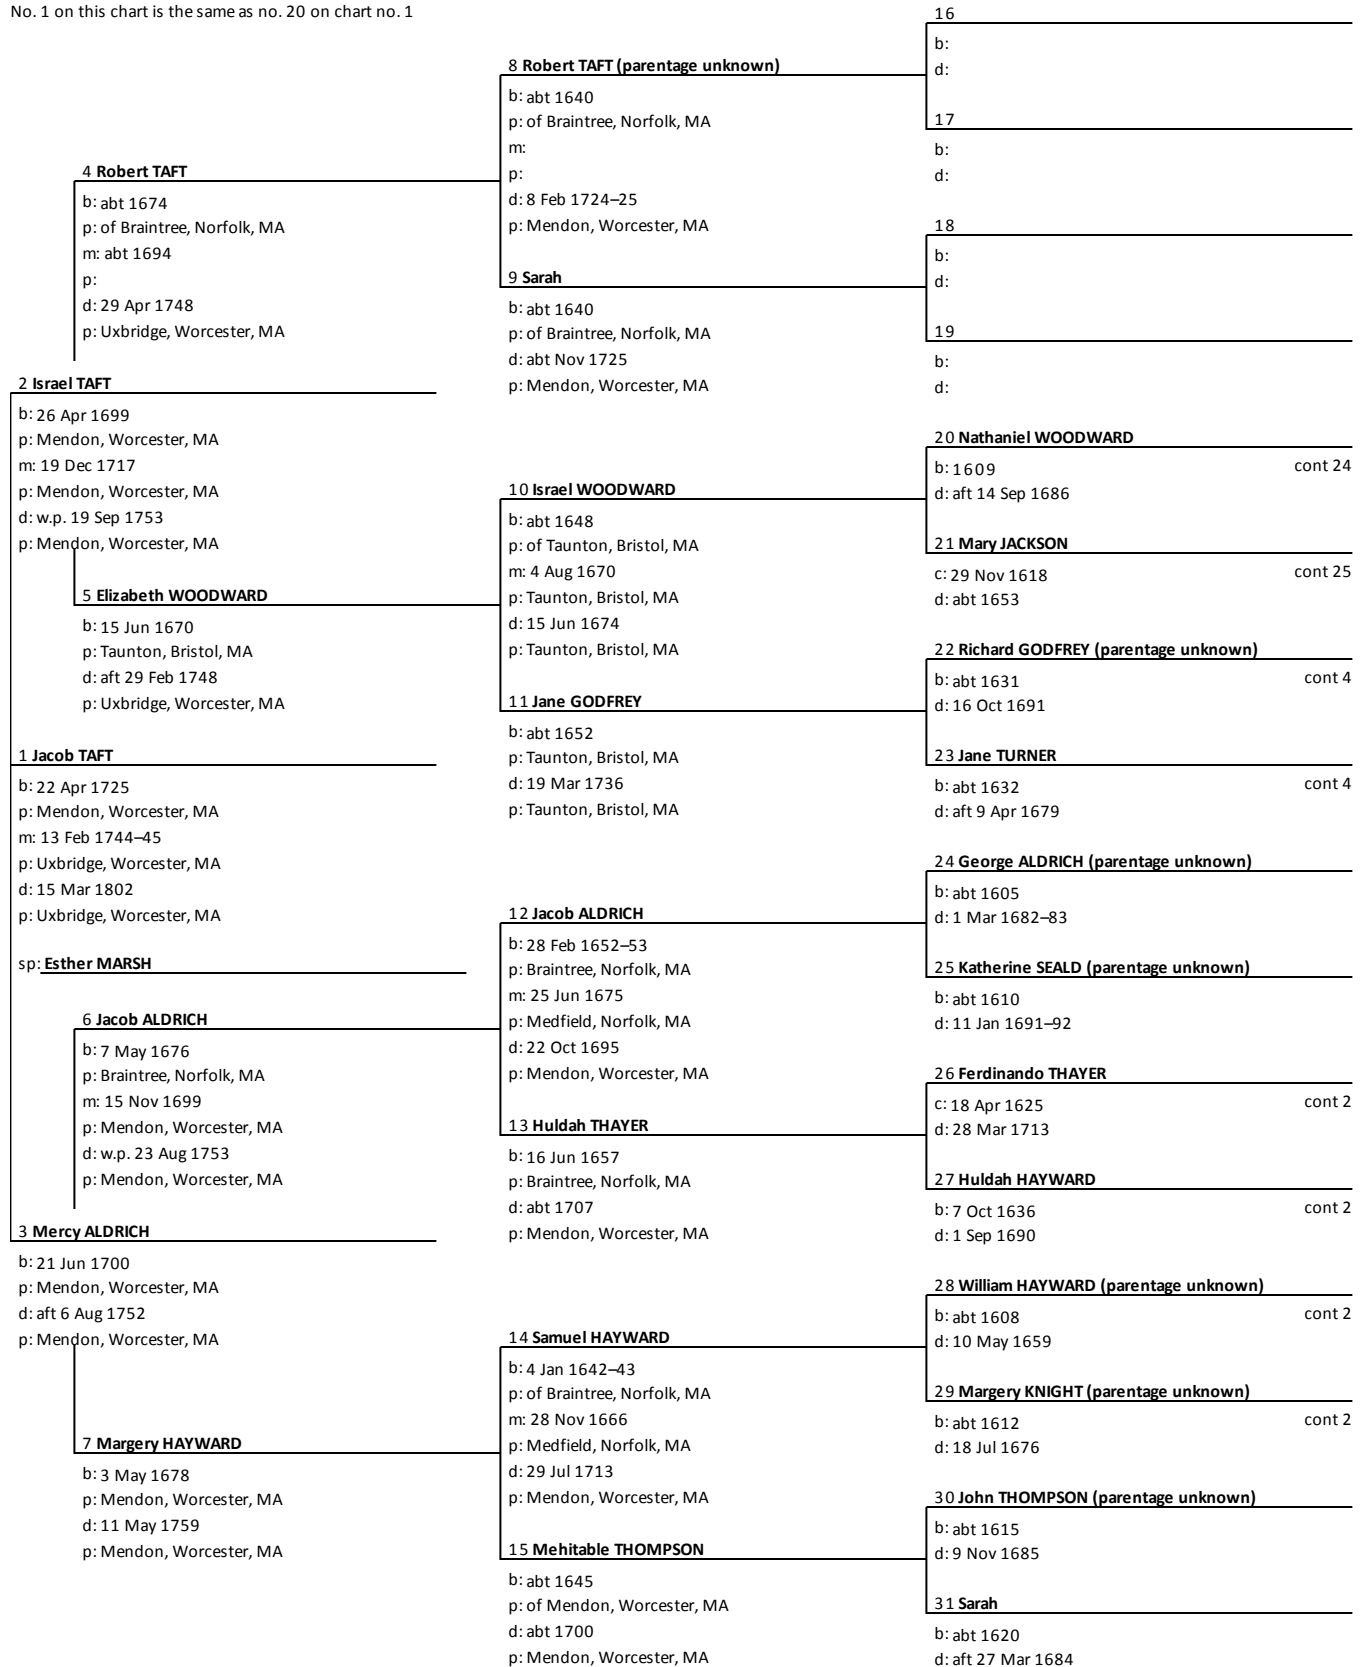 No. 1 on this chart is the same as no. 20 on chart no. 1
2 Israel TAFT
b: 26 Apr 1699
p: Mendon, Worcester, MA
m: 19 Dec 1717
p: Mendon, Worcester, MA
d: w.p. 19 Sep 1753
p: Mendon, Worcester, MA
1 Jacob TAFT
b: 22 Apr 1725
p: Mendon, Worcester, MA
m: 13 Feb 1744–45
p: Uxbridge, Worcester, MA
d: 15 Mar 1802
p: Uxbridge, Worcester, MA
sp: Esther MARSH
3 Mercy ALDRICH
b: 21 Jun 1700
p: Mendon, Worcester, MA
d: aft 6 Aug 1752
p: Mendon, Worcester, MA
4 Robert TAFT
b: abt 1674
p: of Braintree, Norfolk, MA
m: abt 1694
p:
d: 29 Apr 1748
p: Uxbridge, Worcester, MA
5 Elizabeth WOODWARD
b: 15 Jun 1670
p: Taunton, Bristol, MA
d: aft 29 Feb 1748
p: Uxbridge, Worcester, MA
6 Jacob ALDRICH
b: 7 May 1676
p: Braintree, Norfolk, MA
m: 15 Nov 1699
p: Mendon, Worcester, MA
d: w.p. 23 Aug 1753
p: Mendon, Worcester, MA
7 Margery HAYWARD
b: 3 May 1678
p: Mendon, Worcester, MA
d: 11 May 1759
p: Mendon, Worcester, MA
8 Robert TAFT (parentage unknown)
b: abt 1640
p: of Braintree, Norfolk, MA
m:
p:
d: 8 Feb 1724–25
p: Mendon, Worcester, MA
9 Sarah
b: abt 1640
p: of Braintree, Norfolk, MA
d: abt Nov 1725
p: Mendon, Worcester, MA
10 Israel WOODWARD
b: abt 1648
p: of Taunton, Bristol, MA
m: 4 Aug 1670
p: Taunton, Bristol, MA
d: 15 Jun 1674
p: Taunton, Bristol, MA
11 Jane GODFREY
b: abt 1652
p: Taunton, Bristol, MA
d: 19 Mar 1736
p: Taunton, Bristol, MA
12 Jacob ALDRICH
b: 28 Feb 1652–53
p: Braintree, Norfolk, MA
m: 25 Jun 1675
p: Medfield, Norfolk, MA
d: 22 Oct 1695
p: Mendon, Worcester, MA
13 Huldah THAYER
b: 16 Jun 1657
p: Braintree, Norfolk, MA
d: abt 1707
p: Mendon, Worcester, MA
14 Samuel HAYWARD
b: 4 Jan 1642–43
p: of Braintree, Norfolk, MA
m: 28 Nov 1666
p: Medfield, Norfolk, MA
d: 29 Jul 1713
p: Mendon, Worcester, MA
15 Mehitable THOMPSON
b: abt 1645
p: of Mendon, Worcester, MA
d: abt 1700
p: Mendon, Worcester, MA
16
b:
d:
17
b:
d:
18
b:
d:
19
b:
d:
20 Nathaniel WOODWARD
b: 1609 cont 24
d: aft 14 Sep 1686
21 Mary JACKSON
c: 29 Nov 1618 cont 25
d: abt 1653
22 Richard GODFREY (parentage unknown)
b: abt 1631 cont 4
d: 16 Oct 1691
23 Jane TURNER
b: abt 1632 cont 4
d: aft 9 Apr 1679
24 George ALDRICH (parentage unknown)
b: abt 1605
d: 1 Mar 1682–83
25 Katherine SEALD (parentage unknown)
b: abt 1610
d: 11 Jan 1691–92
26 Ferdinando THAYER
c: 18 Apr 1625 cont 2
d: 28 Mar 1713
27 Huldah HAYWARD
b: 7 Oct 1636 cont 2
d: 1 Sep 1690
28 William HAYWARD (parentage unknown)
b: abt 1608 cont 2
d: 10 May 1659
29 Margery KNIGHT (parentage unknown)
b: abt 1612 cont 2
d: 18 Jul 1676
30 John THOMPSON (parentage unknown)
b: abt 1615
d: 9 Nov 1685
31 Sarah
b: abt 1620
d: aft 27 Mar 1684